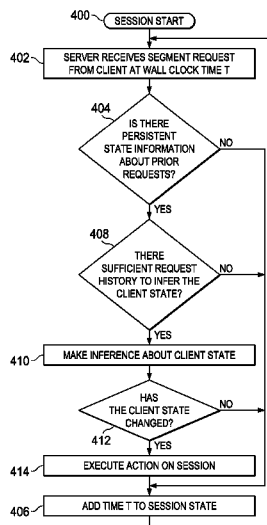 400
SESSION START
402
SERVER RECEIVES SEGMENT REQUEST
FROM CLIENT AT WALL CLOCK TIME T
404
IS THERE
PERSISTENT
STATE INFORMATION
ABOUT PRIOR
REQUESTS?
NO
YES
408
THERE
SUFFICIENT REQUEST
HISTORY TO INFER THE
CLIENT STATE?
NO
YES
410
MAKE INFERENCE ABOUT CLIENT STATE
HAS
THE CLIENT STATE
CHANGED?
NO
412
YES
414
EXECUTE ACTION ON SESSION
406
ADD TIME T TO SESSION STATE